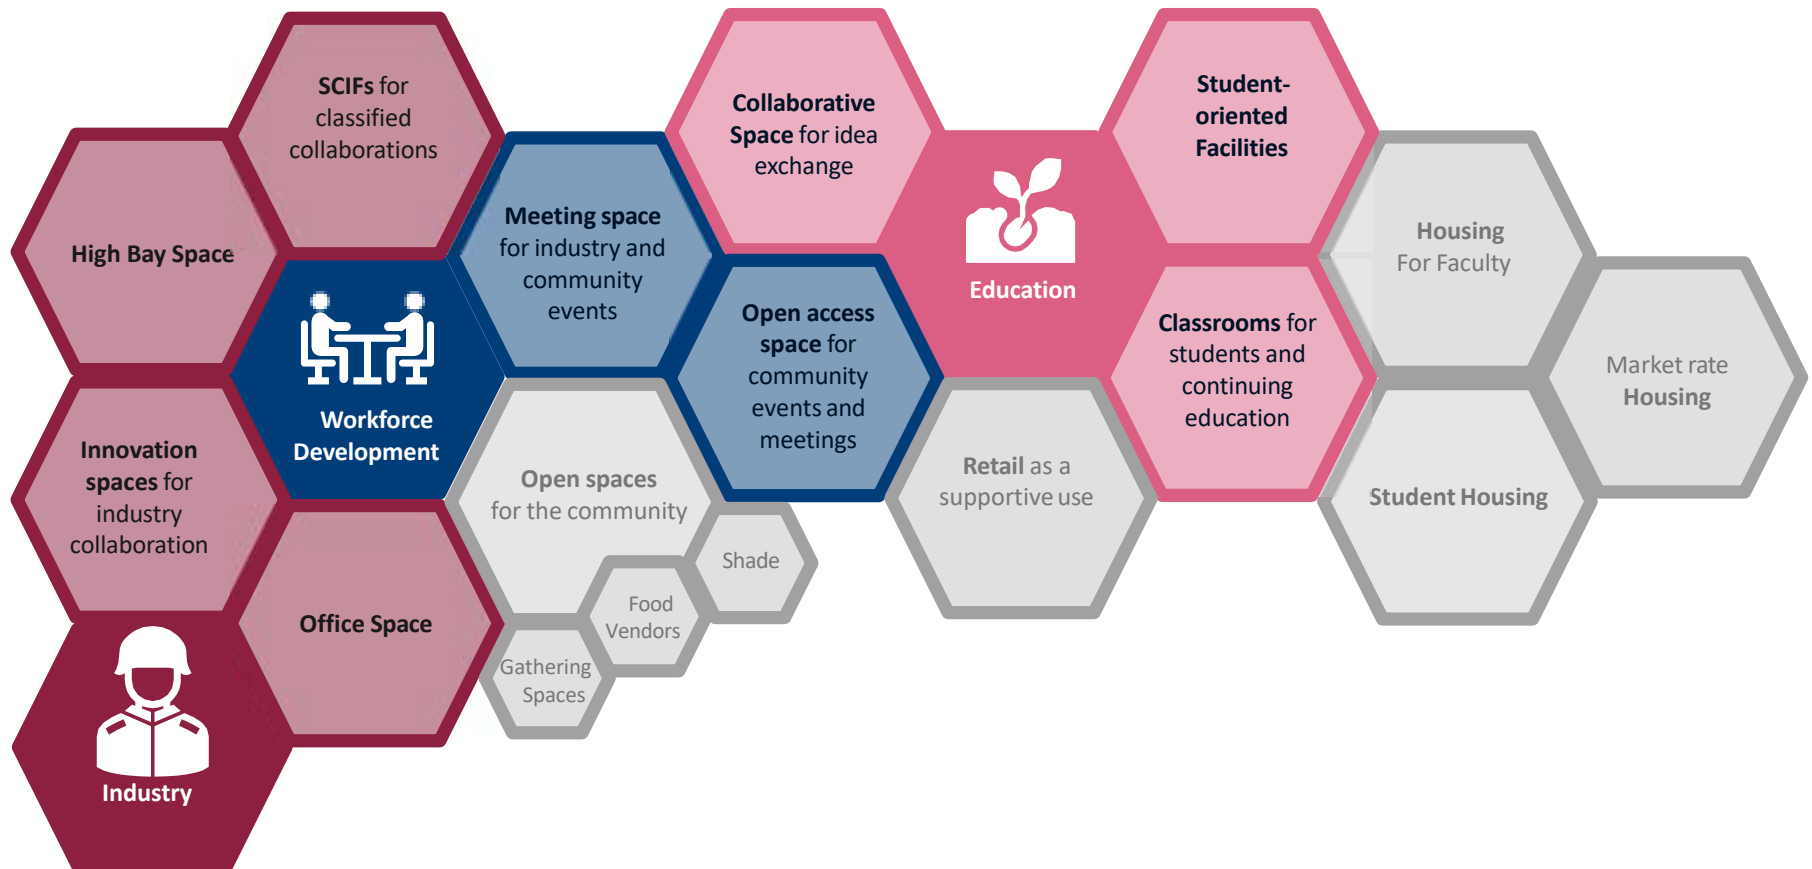 SCIFs for
classified
collaborations
High Bay Space
Innovation
spaces for
industry
collaboration
Office Space
Industry
Workforce
Development
Meeting space
for industry and
community
events
Open access
space for
community
events and
meetings
Open spaces
for the community
Shade
Food
Vendors
Gathering
Spaces
Collaborative
Space for idea
exchange
Education
Student-
oriented
Facilities
Classrooms for
students and
continuing
education
Retail as a
supportive use
Housing
For Faculty
Market rate
Housing
Student Housing